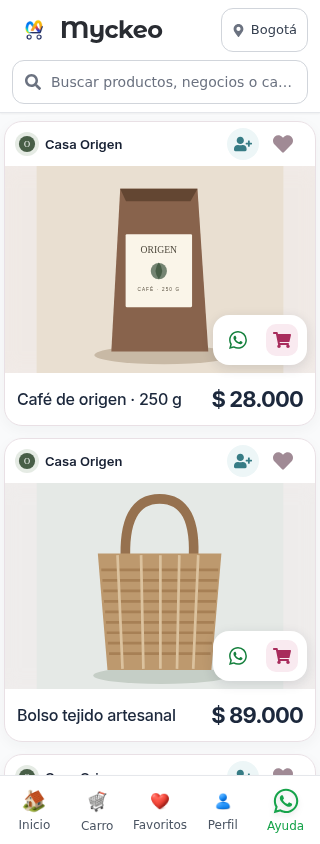 Myckeo
Bogotá
Buscar productos, negocios o ca...
O Casa Origen
ORIGEN
CAFÉ · 250 G
Café de origen · 250 g
$ 28.000
O Casa Origen
Bolso tejido artesanal
$ 89.000
Inicio
Carro
Favoritos
Perfil
Ayuda